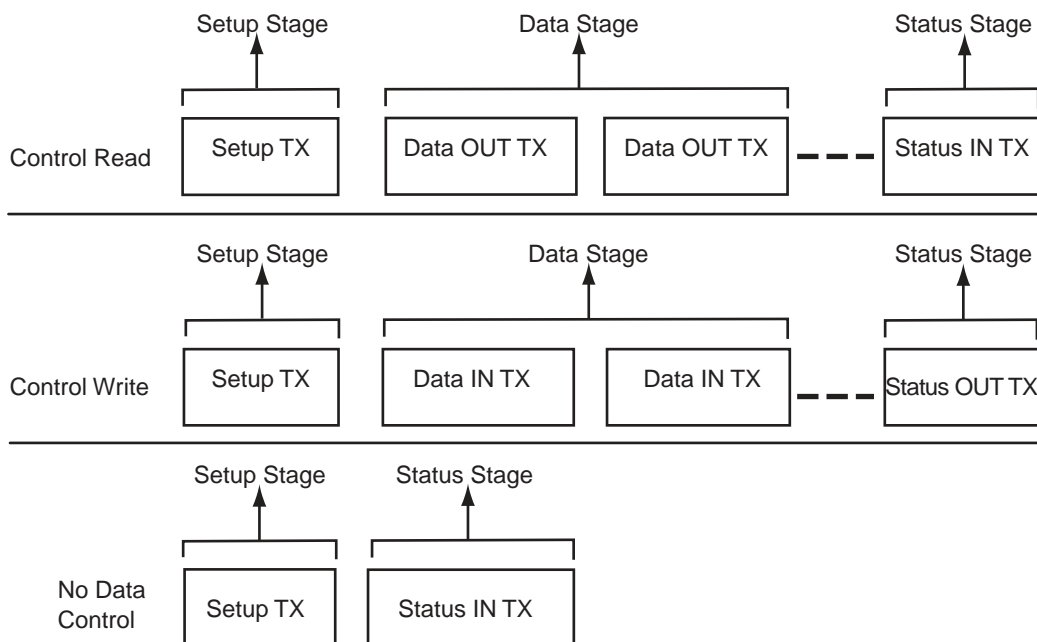 Setup Stage Data Stage Status Stage
Control Read Setup TX Data OUT TX Data OUT TX Status IN TX
Setup Stage Data Stage Status Stage
Control Write Setup TX Data IN TX Data IN TX Status OUT TX
Setup Stage Status Stage
No Data
Control
Setup TX Status IN TX